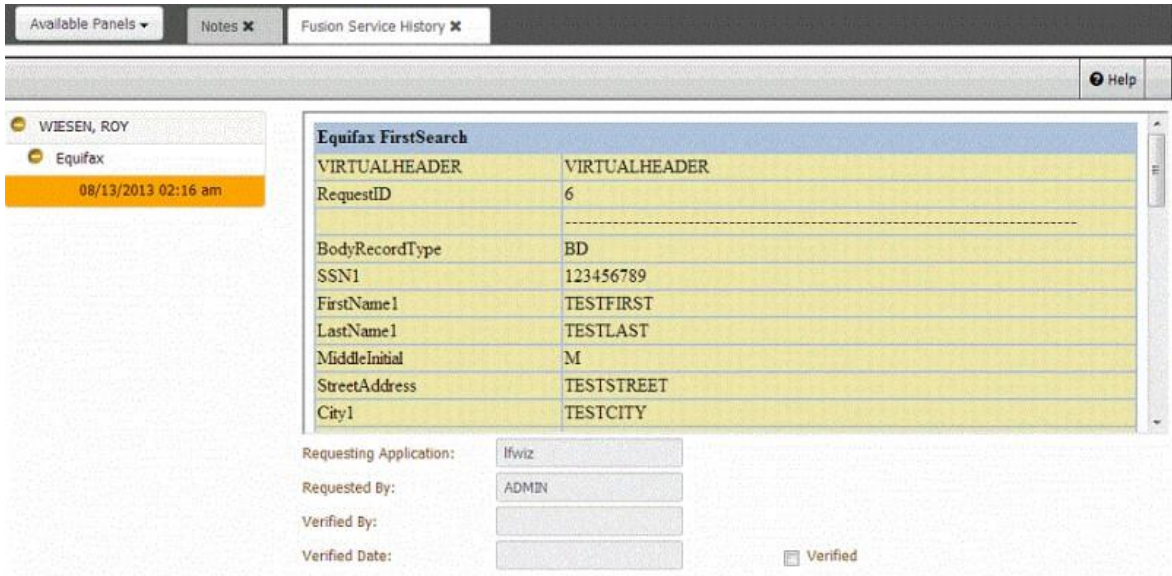 Available Panels Notes ✖ Fusion Service History ✖
Help
WIESEN, ROY
Equifax
08/13/2013 02:16 am
Equifax FirstSearch
VIRTUALHEADER VIRTUALHEADER
RequestID 6
--------------------------------------------------------------------------------
BodyRecordType BD
SSN1 123456789
FirstName1 TESTFIRST
LastName1 TESTLAST
MiddleInitial M
StreetAddress TESTSTREET
City1 TESTCITY
Requesting Application: lfwiz
Requested By: ADMIN
Verified By:
Verified Date: Verified